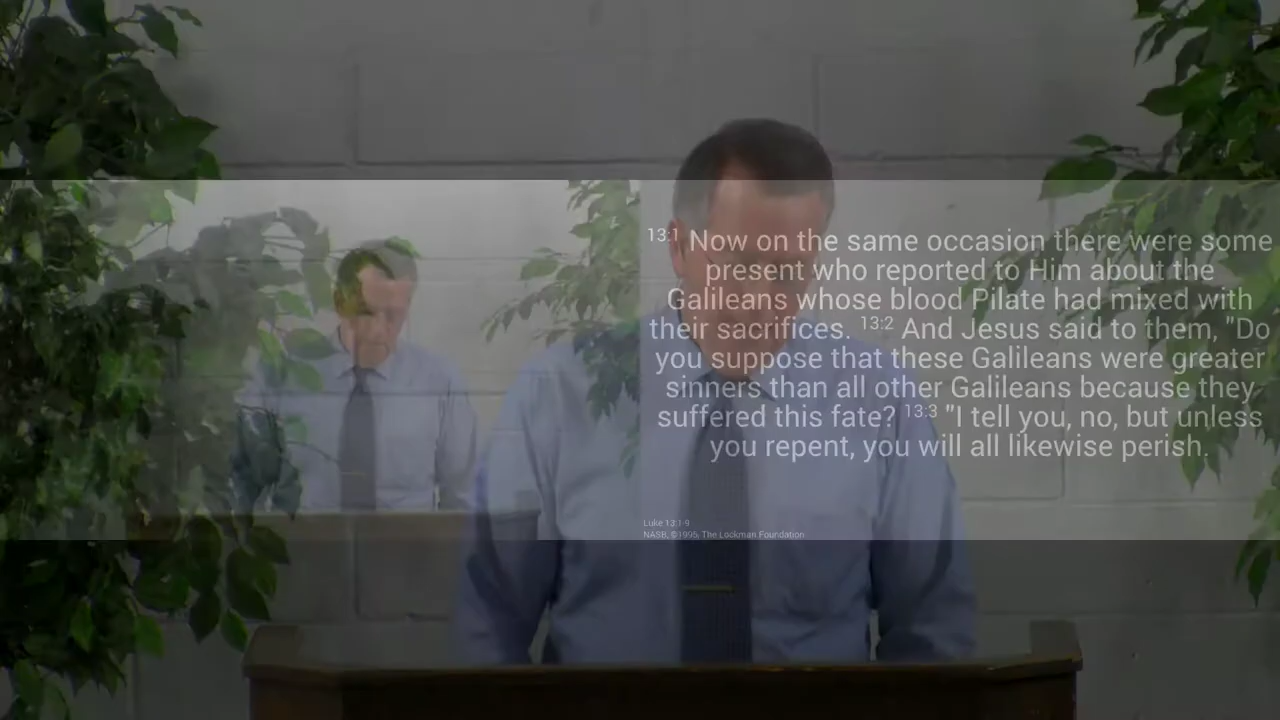 13:1 Now on the same occasion there were some
present who reported to Him about the
Galileans whose blood Pilate had mixed with
their sacrifices. 13:2 And Jesus said to them, "Do
you suppose that these Galileans were greater
sinners than all other Galileans because they
suffered this fate? 13:3 "I tell you, no, but unless
you repent, you will all likewise perish.
Luke 13:1-9
NASB, ©1995, The Lockman Foundation